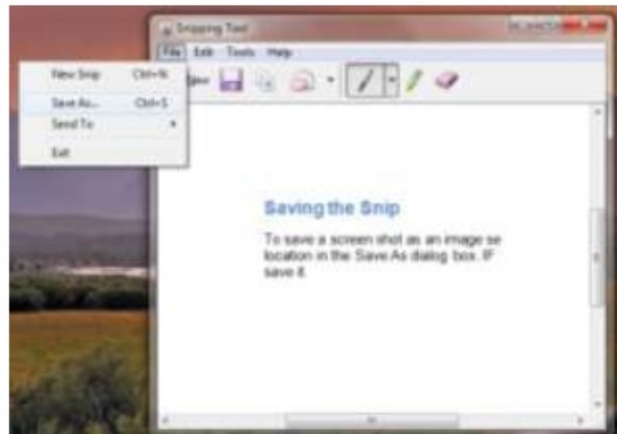 Snipping Tool
File Edit Tools Help
New Snip Ctrl+N
Save As... Ctrl+S
Send To
Exit
Saving the Snip
To save a screen shot as an image se
location in the Save As dialog box. IF
save it